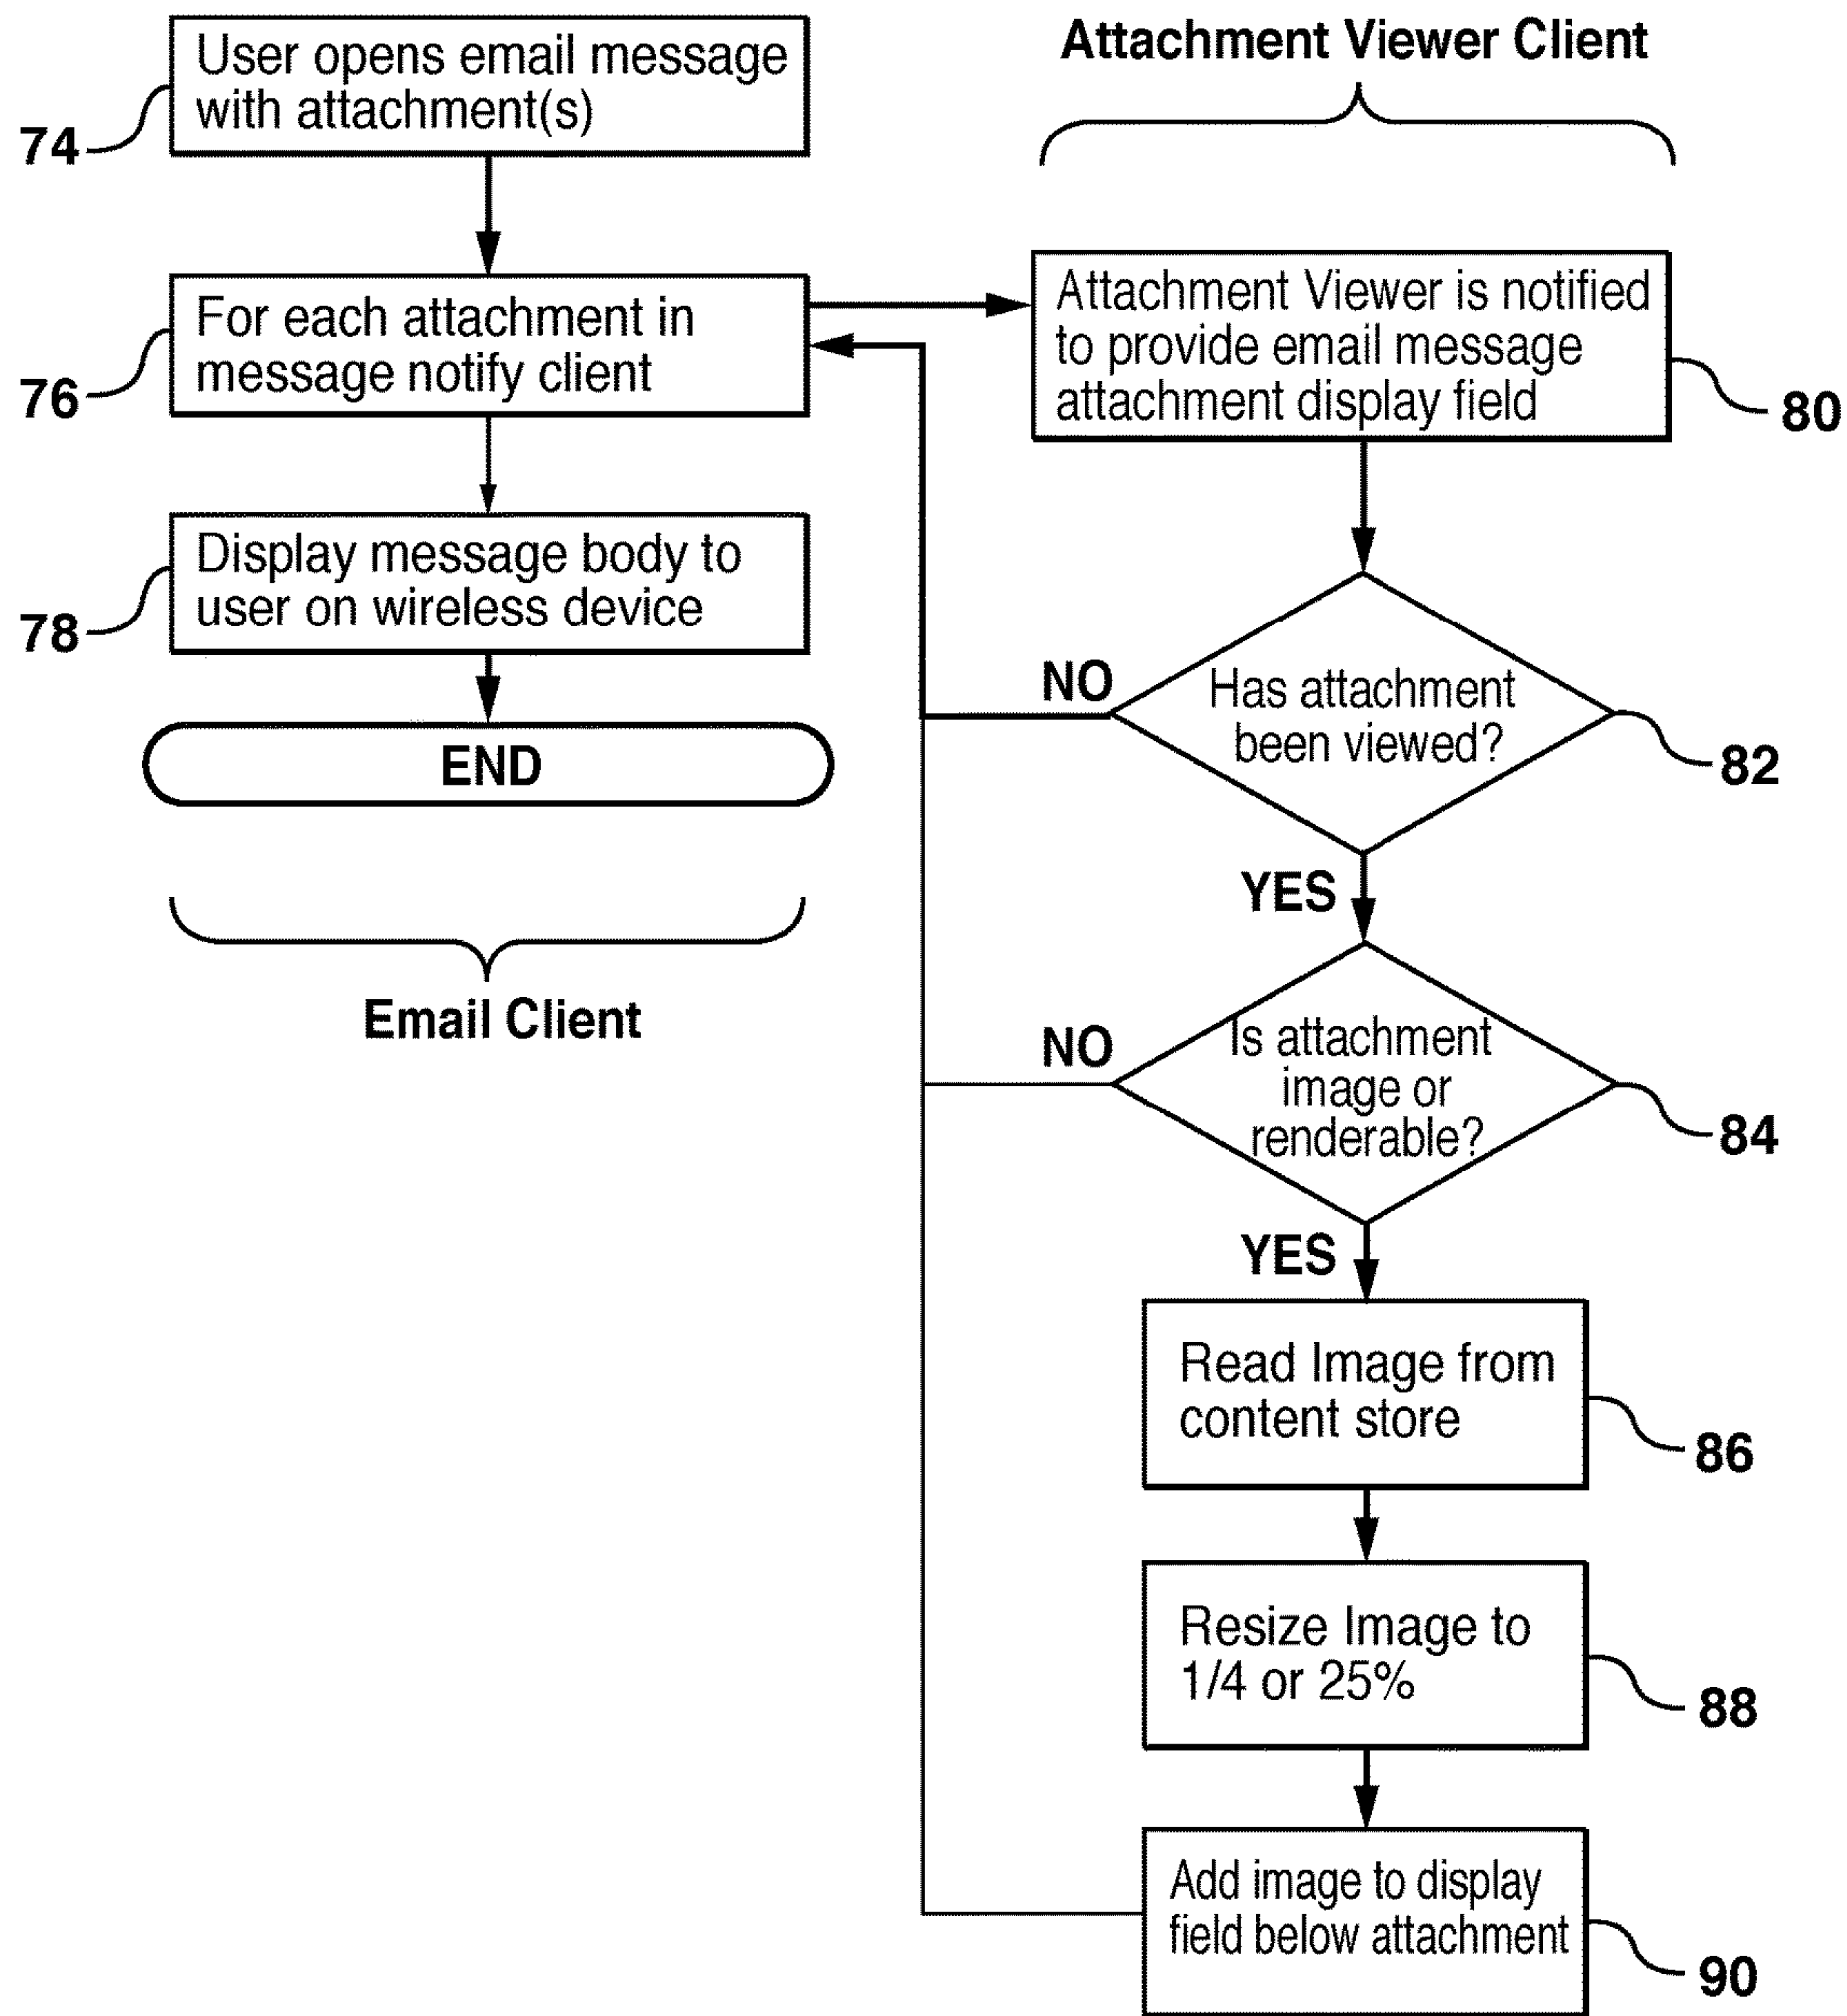 User opens email message
with attachment(s)
74
For each attachment in
message notify client
76
Display message body to
user on wireless device
78
END
Email Client
Attachment Viewer Client
Attachment Viewer is notified
to provide email message
attachment display field
80
Has attachment
been viewed?
82
NO
YES
Is attachment
image or
renderable?
84
NO
YES
Read Image from
content store
86
Resize Image to
1/4 or 25%
88
Add image to display
field below attachment
90